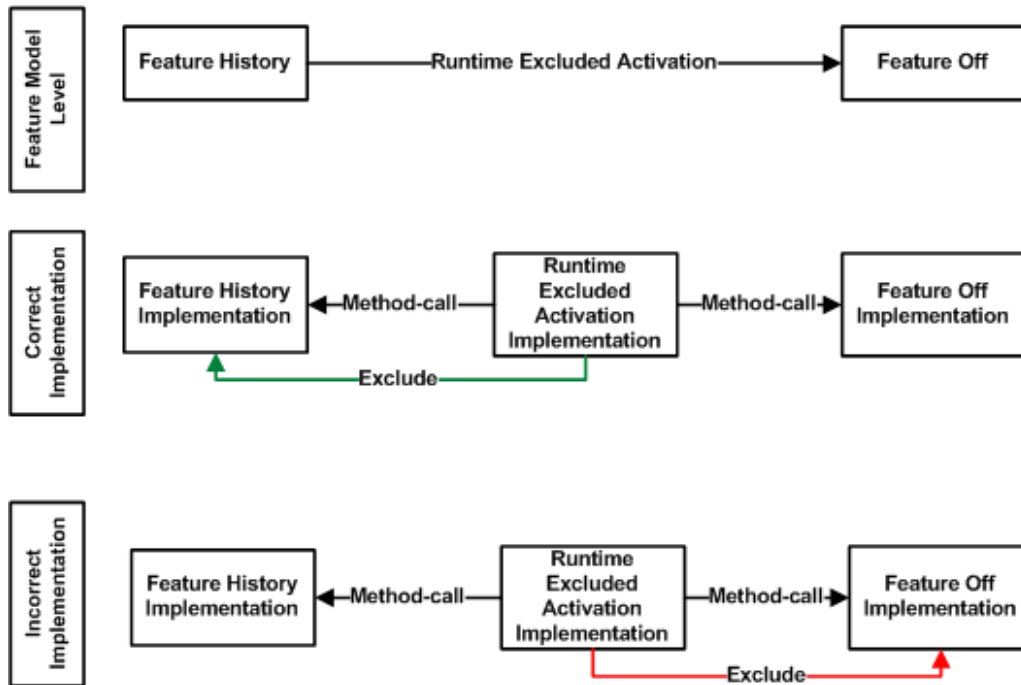 Feature Model
Level
Feature History
Runtime Excluded Activation
Feature Off
Correct
Implementation
Feature History
Implementation
Method-call
Runtime
Excluded
Activation
Implementation
Method-call
Feature Off
Implementation
Exclude
Incorrect
Implementation
Feature History
Implementation
Method-call
Runtime
Excluded
Activation
Implementation
Method-call
Feature Off
Implementation
Exclude